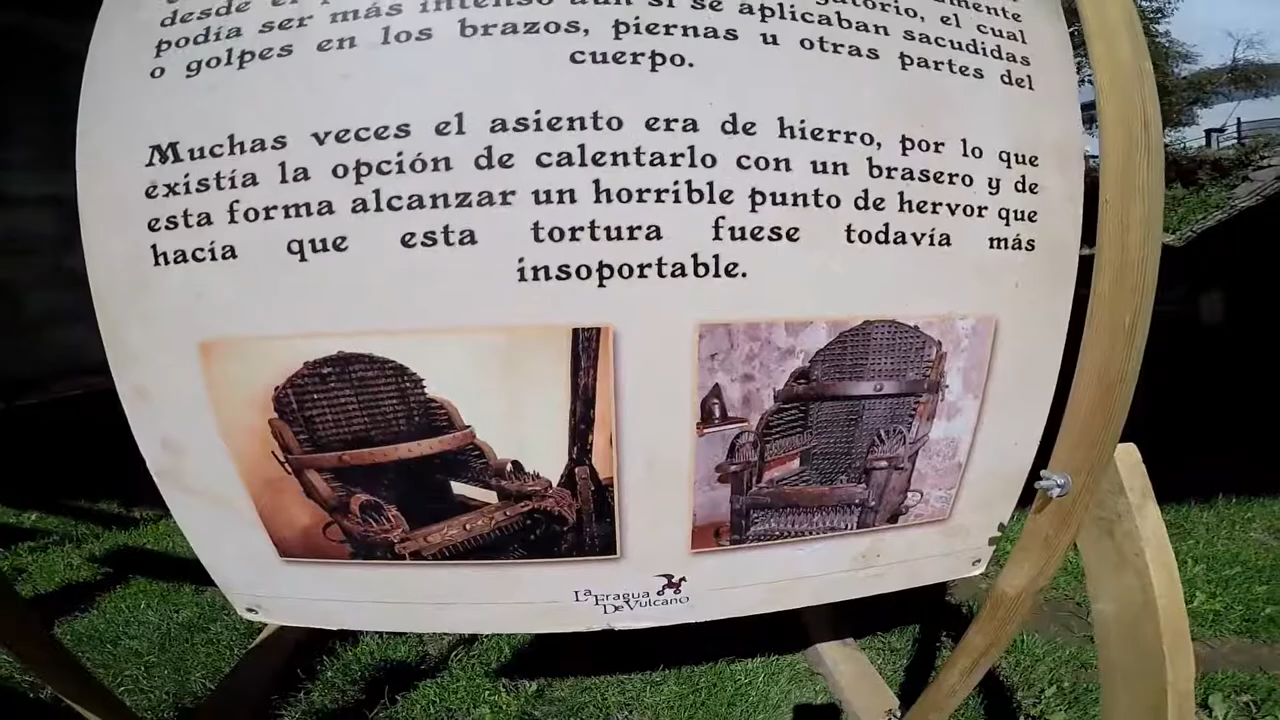 desde el
podía ser más intenso aún si se aplicaban sacudidas
o golpes en los brazos, piernas u otras partes del
cuerpo.
Muchas veces el asiento era de hierro, por lo que
existía la opción de calentarlo con un brasero y de
esta forma alcanzar un horrible punto de hervor que
hacía que esta tortura fuese todavía más
insoportable.
La Fragua
De Vulcano